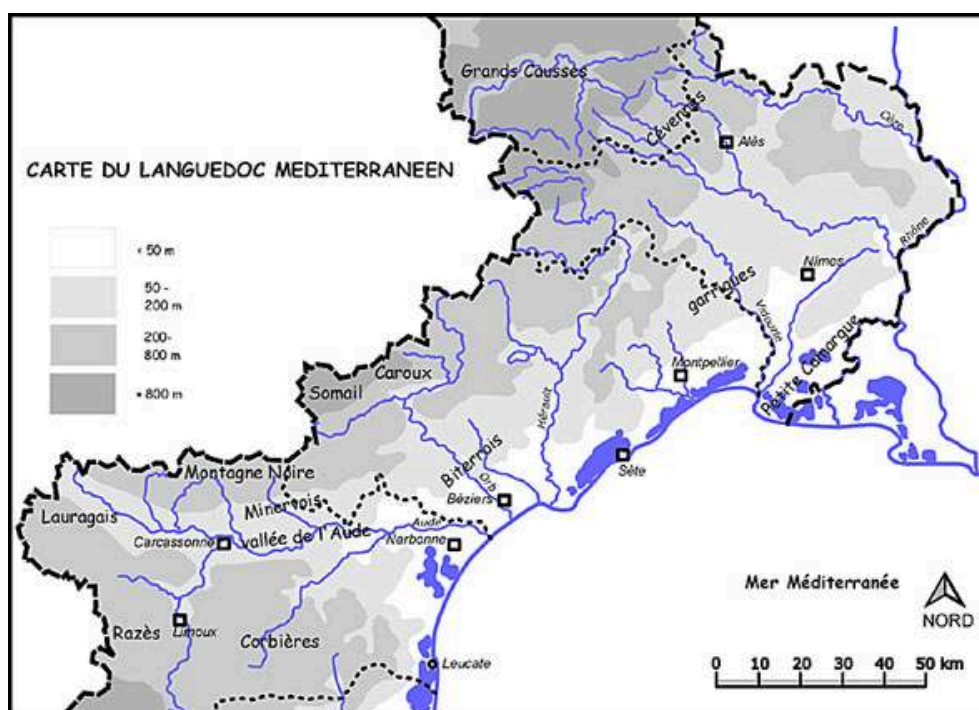 Grands Causses
Cévennes
Cèze
Alès
CARTE DU LANGUEDOC MEDITERRANEEN
< 50 m
50 -
200 m
200-
800 m
+ 800 m
Rhône
Nîmes
garrigues
Vidourle
Petite Camargue
Montpellier
Caroux
Somail
Hérault
Sète
Biterrois
Orb
Béziers
Montagne Noire
Minervois
Lauragais
Aude
vallée de l'Aude
Carcassonne
Narbonne
Mer Méditerranée
NORD
Razès
Limoux
Corbières
Leucate
0 10 20 30 40 50 km